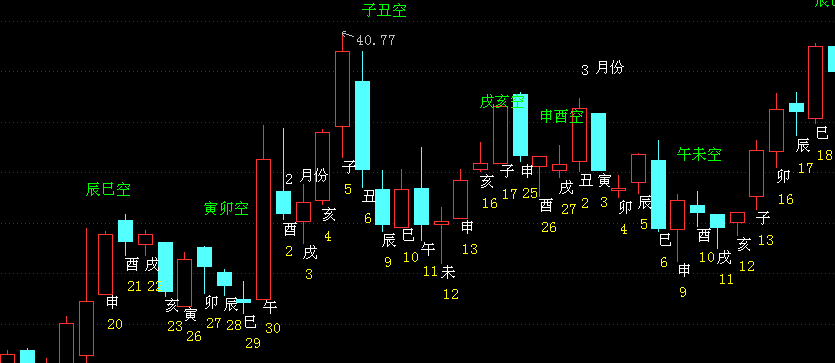 子丑空
40.77
3 月份
戌亥空
申酉空
午未空
辰巳空
寅卯空
2 月份
申
20
酉
21
戌
22
亥
23
寅
26
卯
27
辰
28
巳
29
午
30
酉
2
戌
3
亥
4
子
5
丑
6
辰
9
巳
10
午
11
未
12
申
13
亥
16
子
17
申
25
酉
26
戌
27
丑
2
寅
3
卯
4
辰
5
巳
6
申
9
酉
10
戌
11
亥
12
子
13
卯
16
辰
17
巳
18